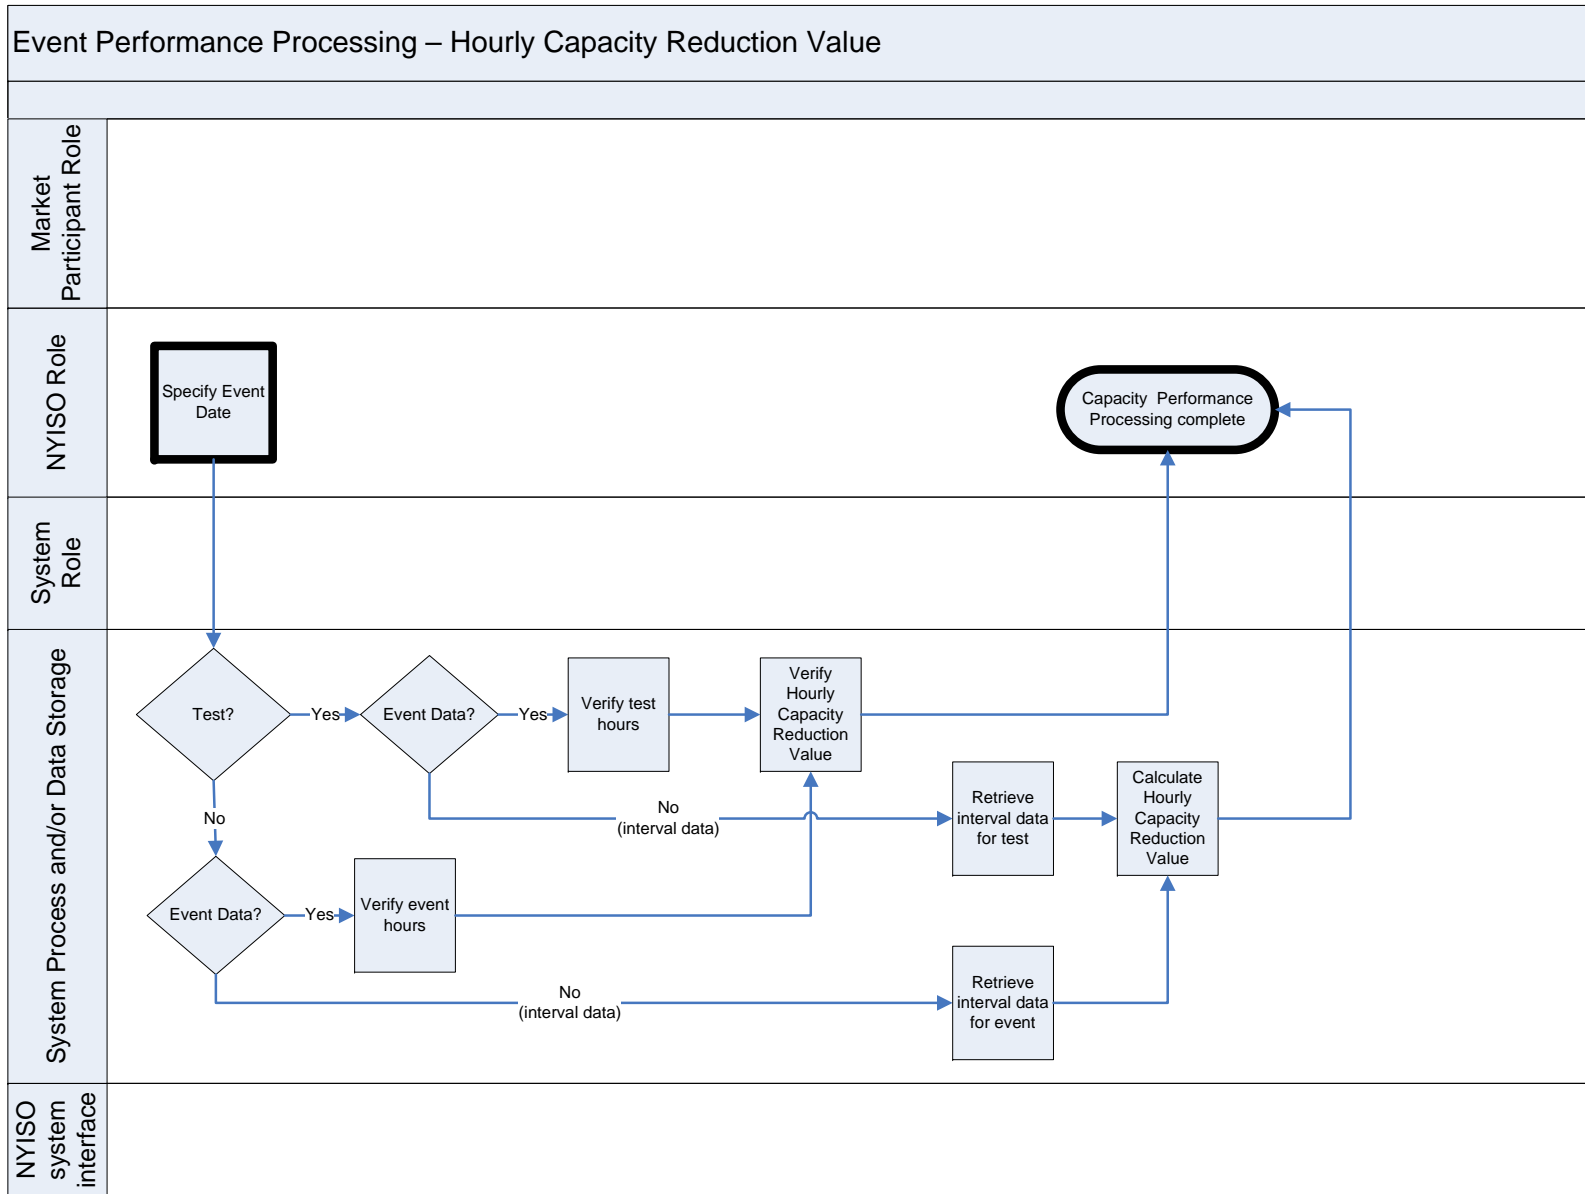 Event Performance Processing – Hourly Capacity Reduction Value
Market
Participant Role
NYISO Role
Specify Event
Date
Capacity  Performance
Processing complete
System
Role
System Process and/or Data Storage
Test?
Yes
Event Data?
Yes
Verify test
hours
Verify
Hourly
Capacity
Reduction
Value
No
No
(interval data)
Retrieve
interval data
for test
Calculate
Hourly
Capacity
Reduction
Value
Event Data?
Yes
Verify event
hours
No
(interval data)
Retrieve
interval data
for event
NYISO
system
interface